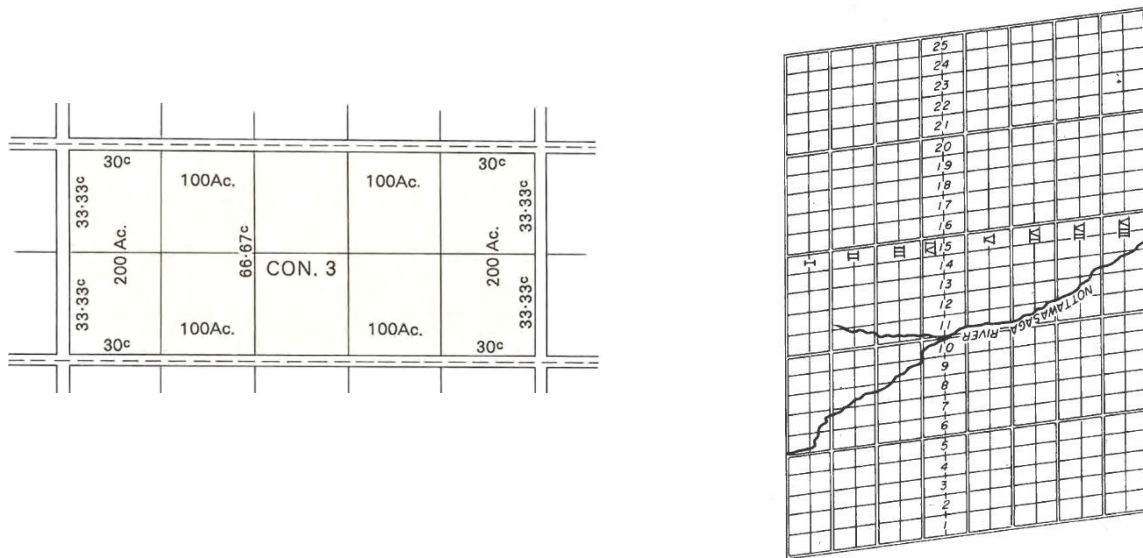 30ᶜ 30ᶜ
100Ac. 100Ac.
33·33ᶜ 33·33ᶜ
200 Ac. 66·67ᶜ 200 Ac.
CON. 3
33·33ᶜ 33·33ᶜ
100Ac. 100Ac.
30ᶜ 30ᶜ
25
24
23
22
21
20
19
18
17
16
I II III IV V VI VII VIII
15
14
13
12
11
NOTTAWASAGA RIVER
10
9
8
7
6
5
4
3
2
1